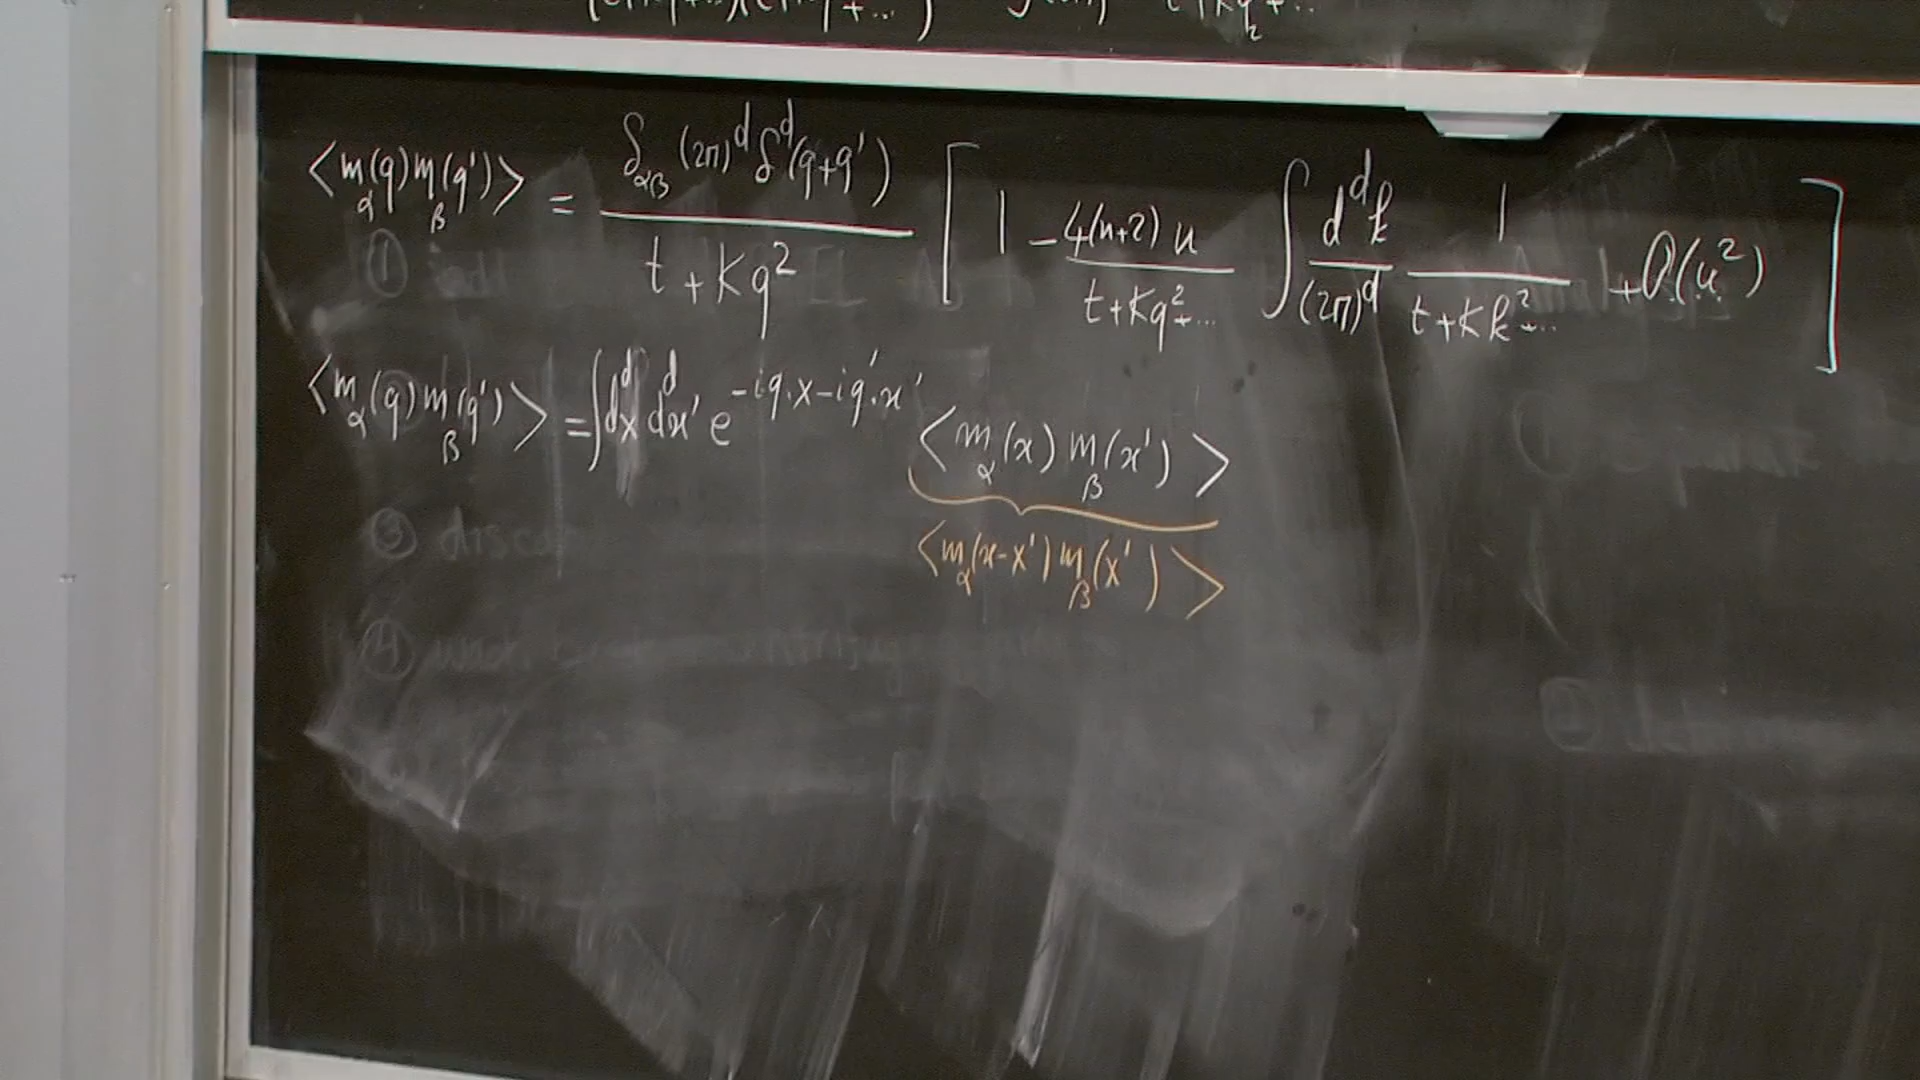 ⟨m_α(q) m_β(q')⟩ = δ_αβ (2π)^d δ^d(q+q') / (t+Kq²) [ 1 - 4(n+2)u / (t+Kq²+...) ∫ d^dk/(2π)^d 1/(t+Kk²+...) + O(u²) ]
⟨m_α(q) m_β(q')⟩ = ∫ d^dx d^dx' e^{-iq·x-iq'·x'} ⟨m_α(x) m_β(x')⟩
⟨m_α(x-x') m_β(x')⟩